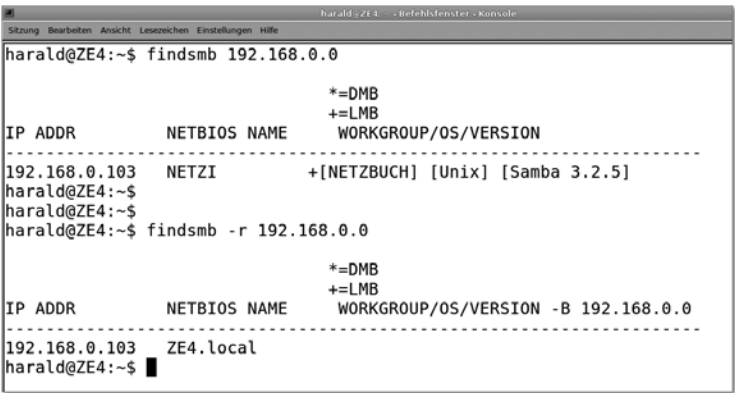 harald@ZE4: ~ - Befehlsfenster - Konsole
Sitzung Bearbeiten Ansicht Lesezeichen Einstellungen Hilfe
harald@ZE4:~$ findsmb 192.168.0.0
*=DMB
+=LMB
IP ADDR NETBIOS NAME WORKGROUP/OS/VERSION
---------------------------------------------------------------------
192.168.0.103 NETZI +[NETZBUCH] [Unix] [Samba 3.2.5]
harald@ZE4:~$
harald@ZE4:~$
harald@ZE4:~$ findsmb -r 192.168.0.0
*=DMB
+=LMB
IP ADDR NETBIOS NAME WORKGROUP/OS/VERSION -B 192.168.0.0
---------------------------------------------------------------------
192.168.0.103 ZE4.local
harald@ZE4:~$